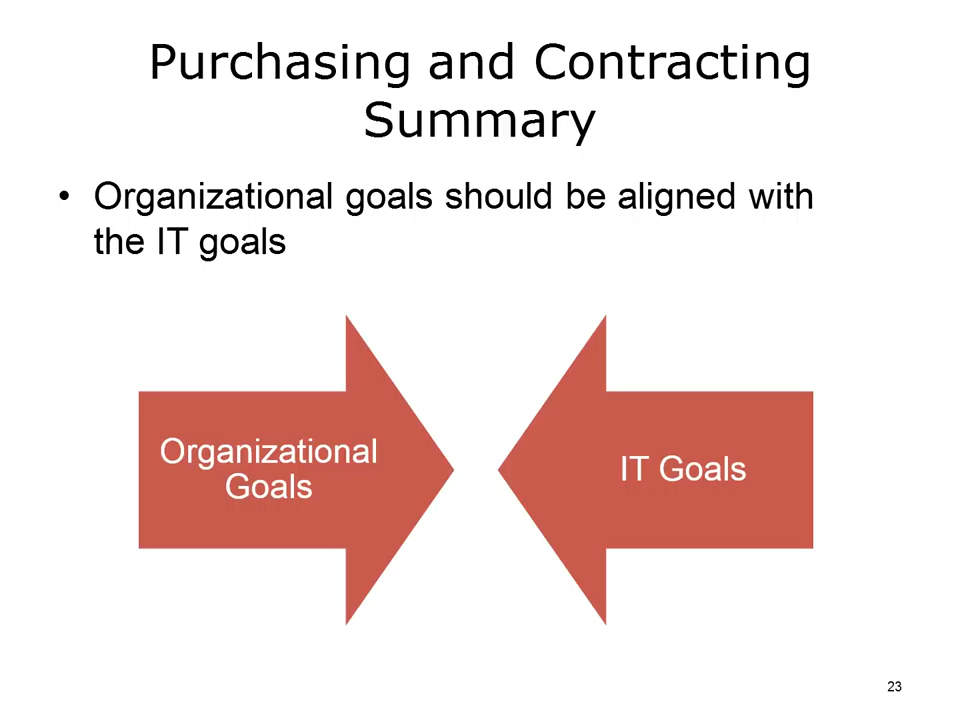 Purchasing and Contracting
Summary
• Organizational goals should be aligned with
the IT goals
Organizational
Goals
IT Goals
23